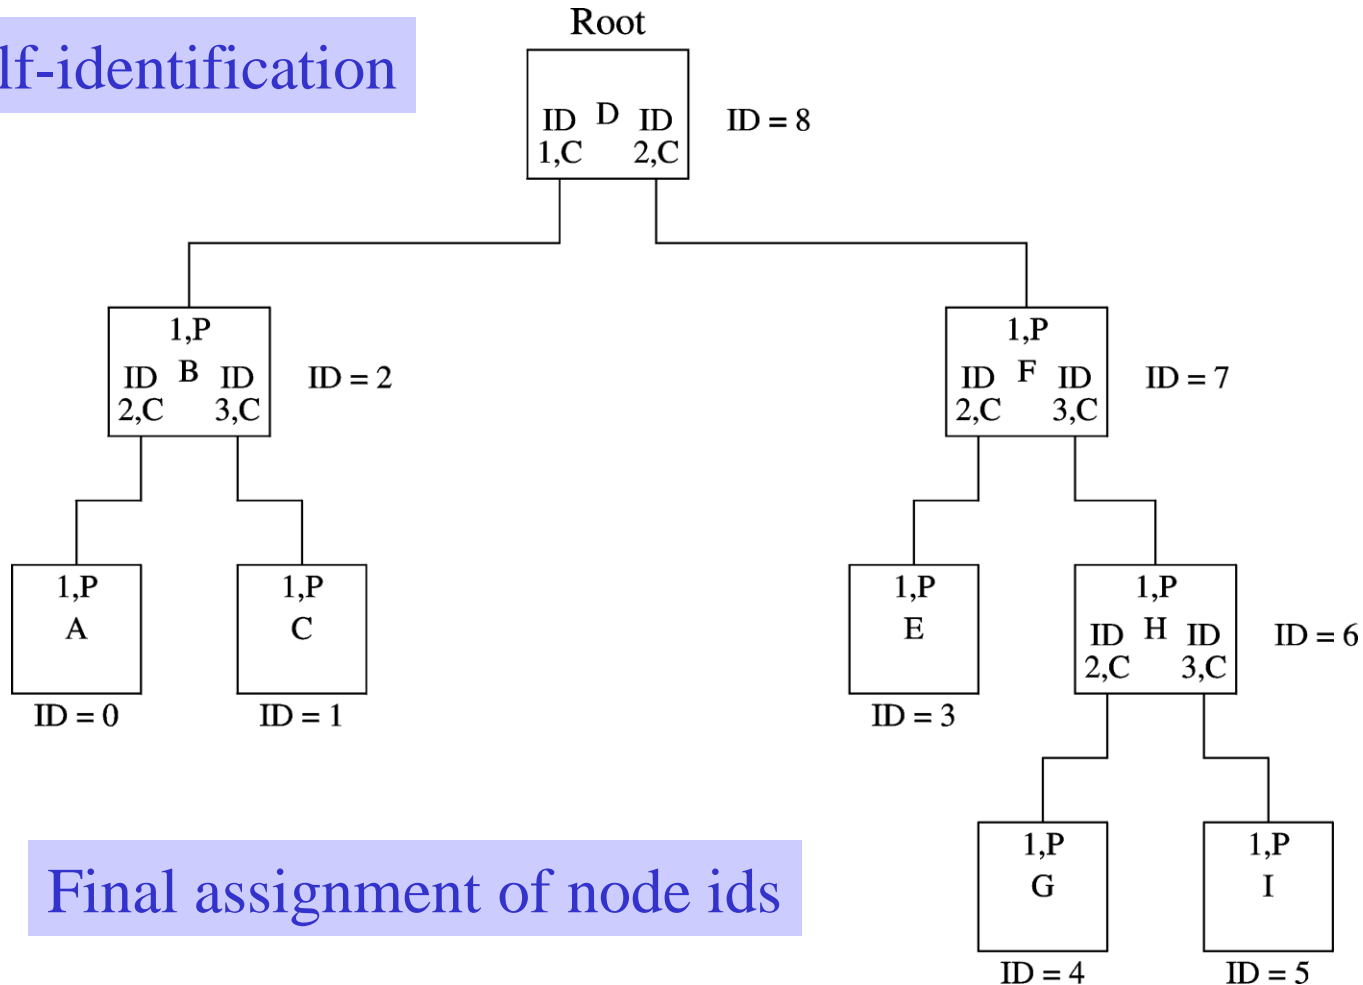 Root
lf-identification
ID D ID
1,C 2,C
ID = 8
1,P
ID B ID
2,C 3,C
ID = 2
1,P
ID F ID
2,C 3,C
ID = 7
1,P
A
ID = 0
1,P
C
ID = 1
1,P
E
ID = 3
1,P
ID H ID
2,C 3,C
ID = 6
1,P
G
ID = 4
1,P
I
ID = 5
Final assignment of node ids